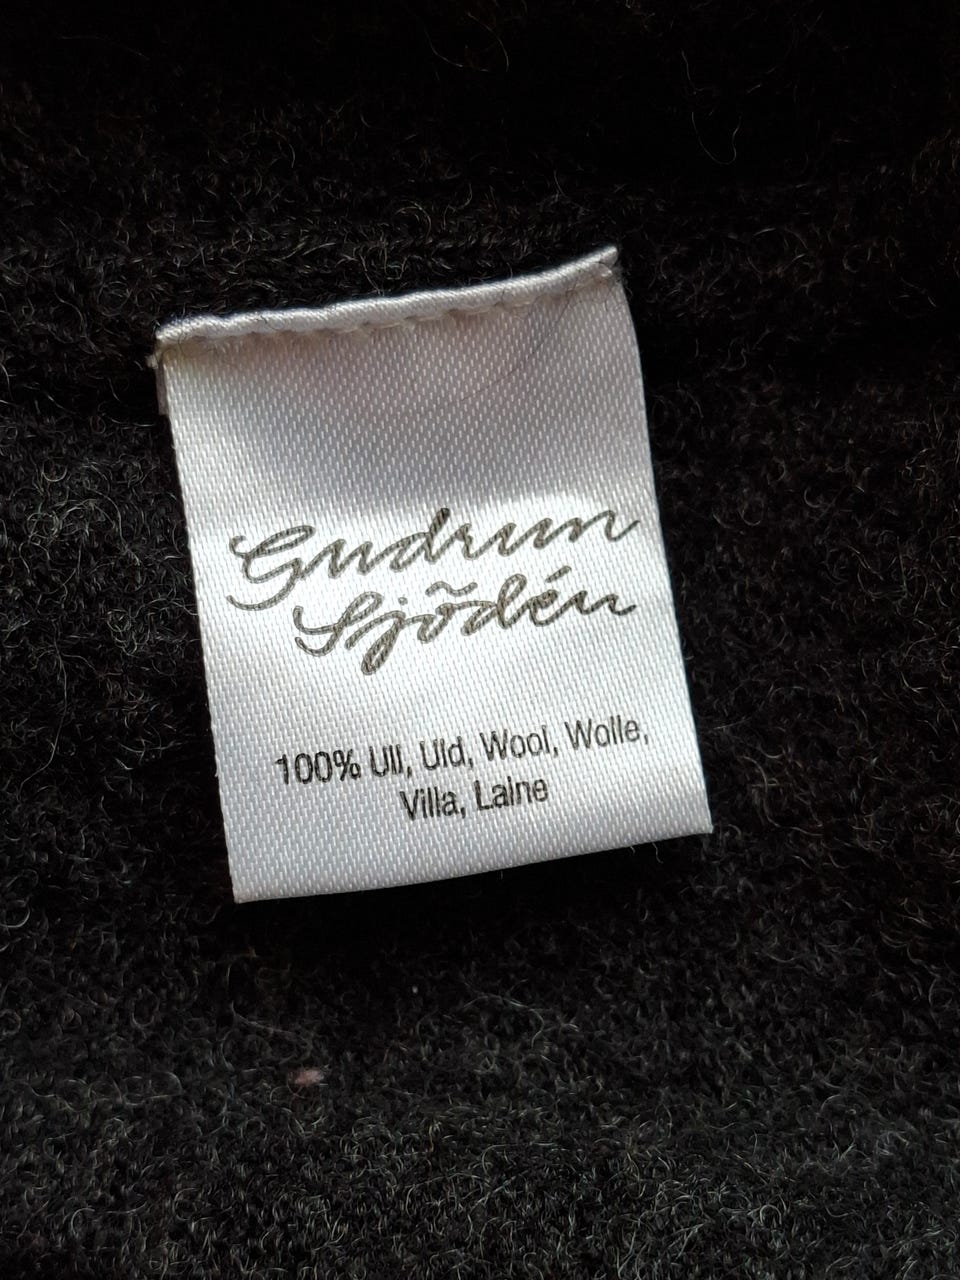 Gudrun
Sjödén
100% Ull, Uld, Wool, Wolle,
Villa, Laine